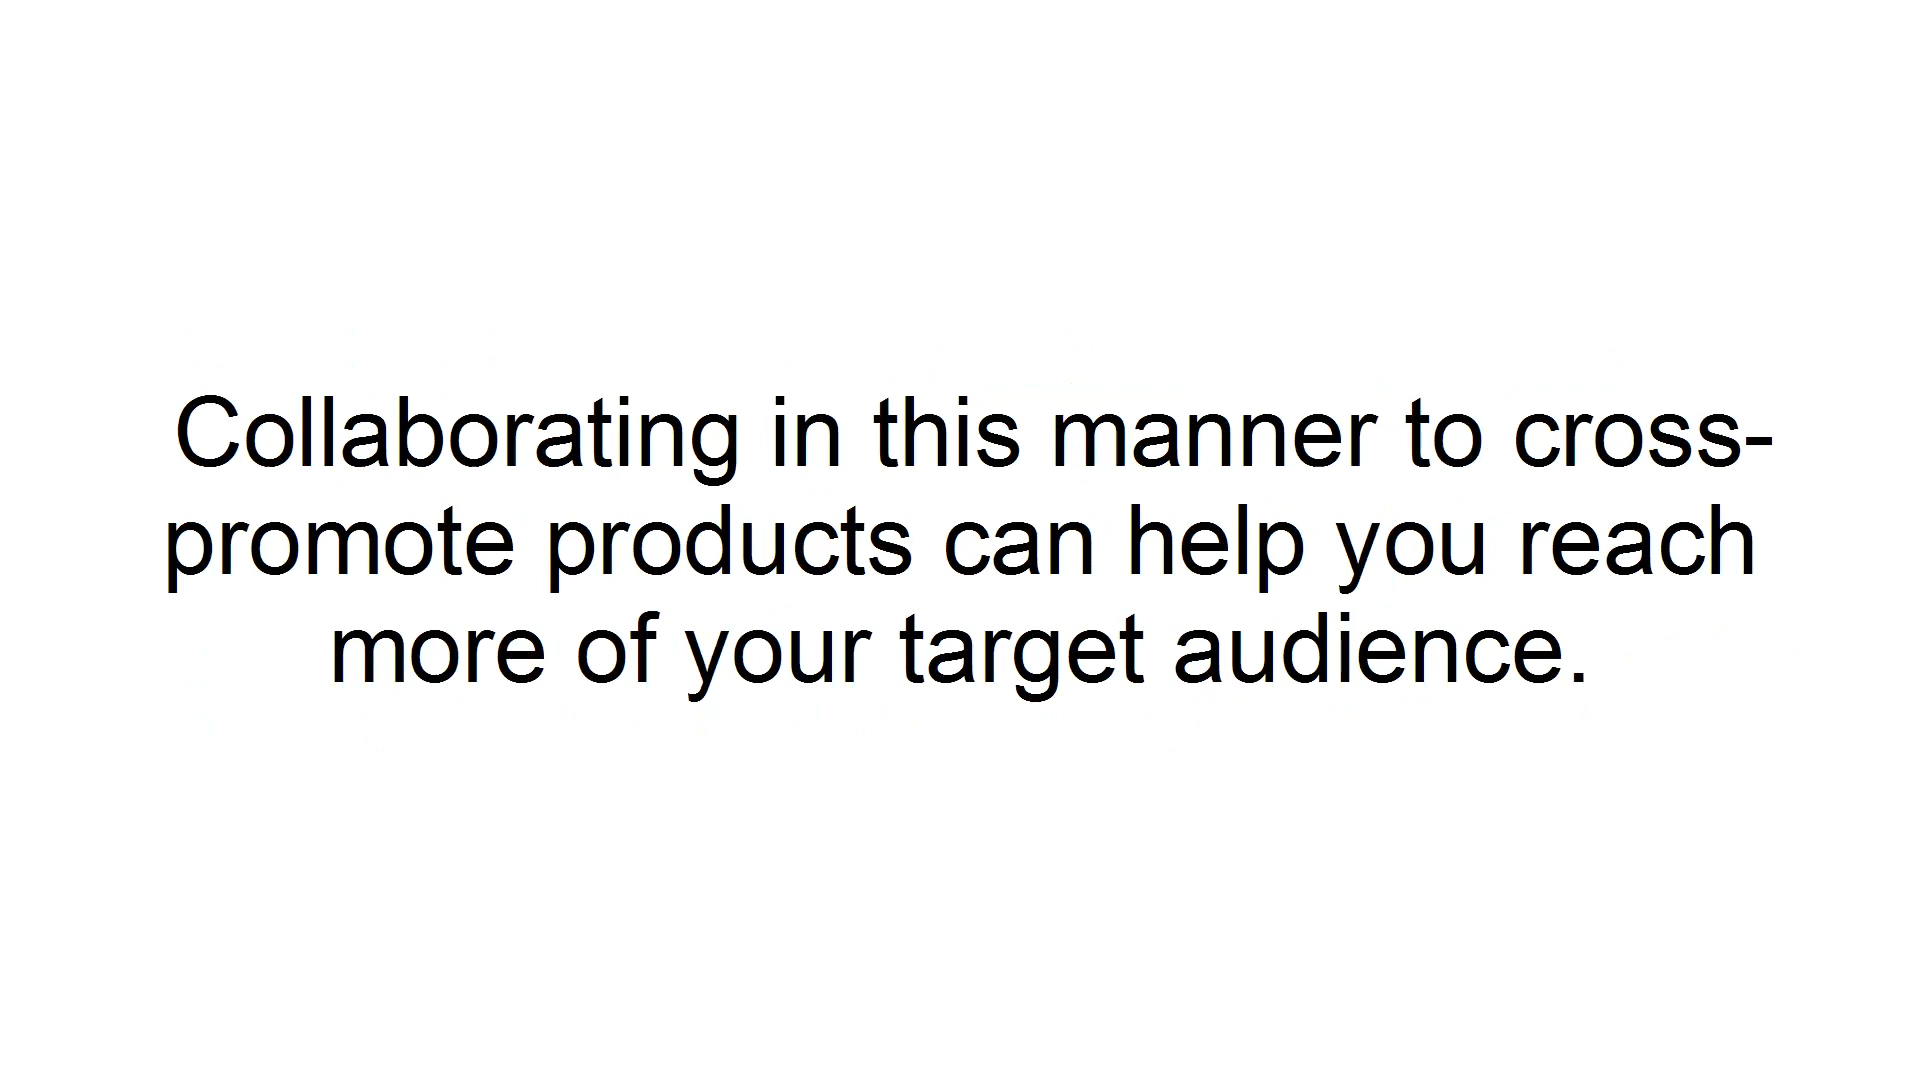 Collaborating in this manner to cross-
promote products can help you reach
more of your target audience.